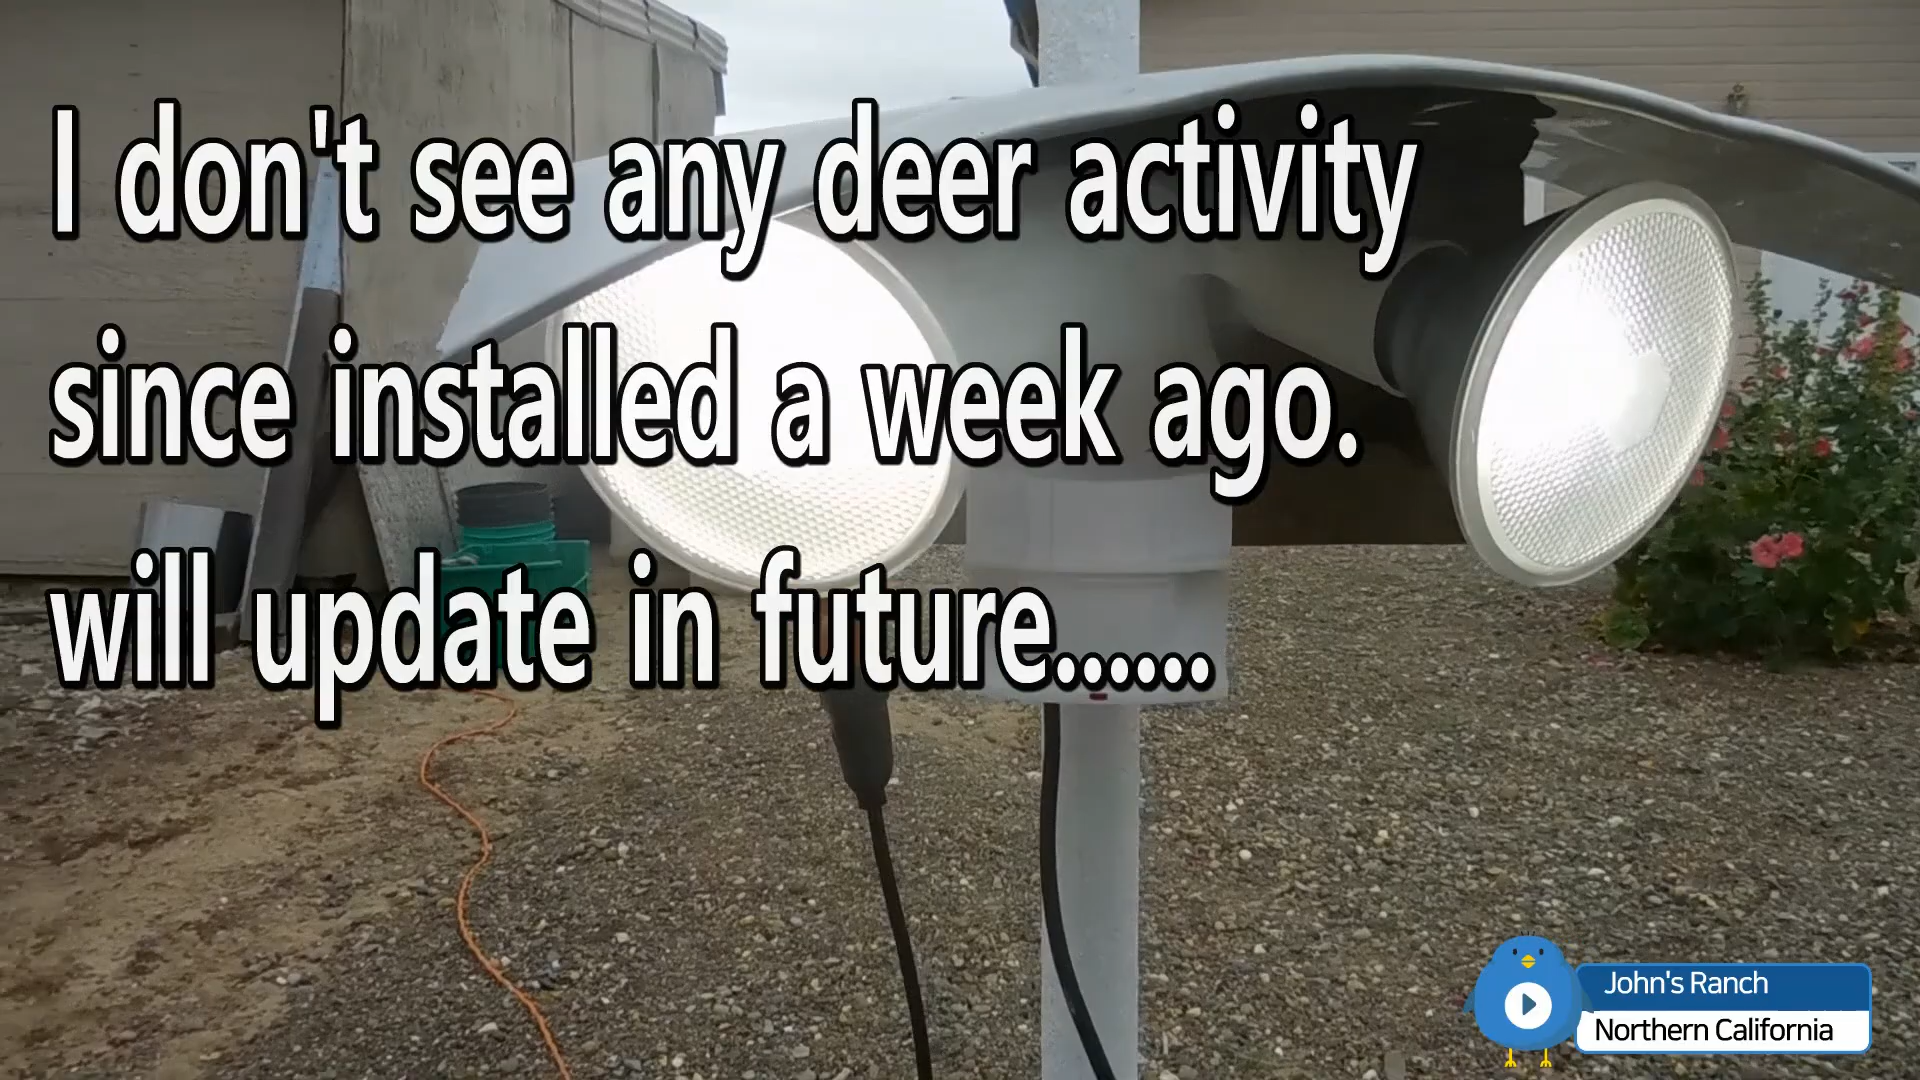 I don't see any deer activity
since installed a week ago.
will update in future......
John's Ranch
Northern California